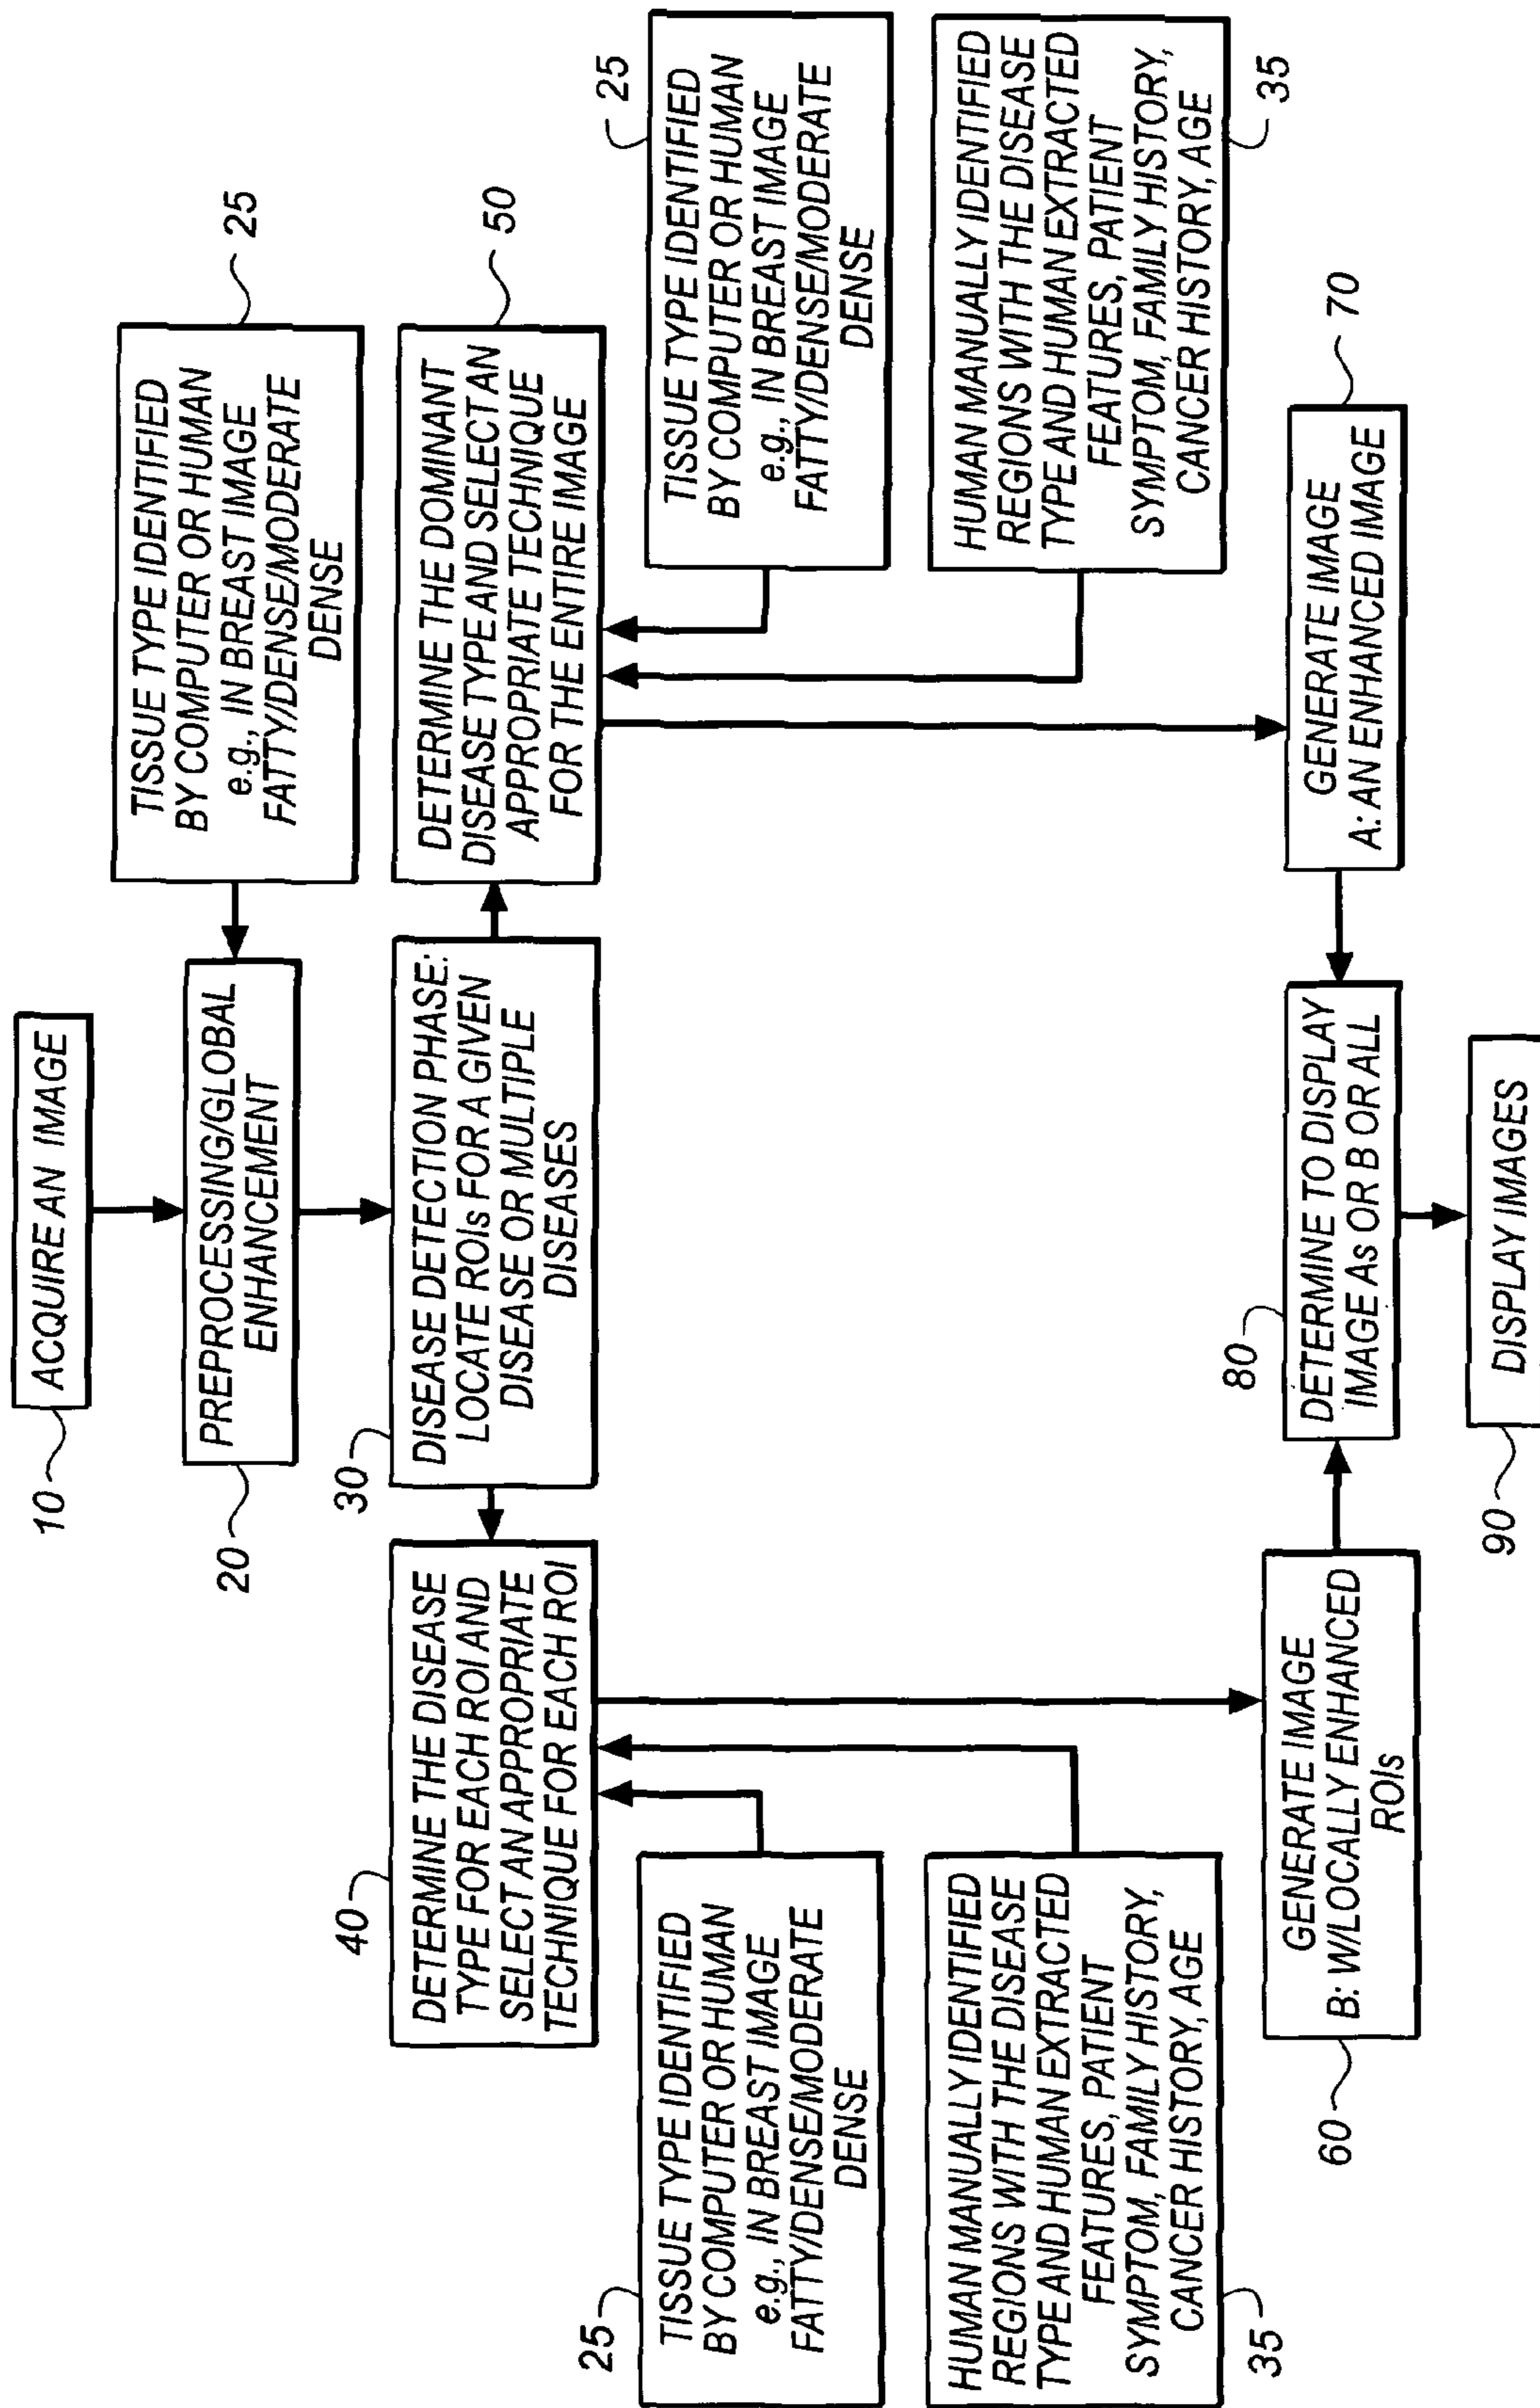 10
ACQUIRE AN IMAGE
20
PREPROCESSING/GLOBAL
ENHANCEMENT
25
TISSUE TYPE IDENTIFIED
BY COMPUTER OR HUMAN
e.g., IN BREAST IMAGE
FATTY/DENSE/MODERATE
DENSE
30
DISEASE DETECTION PHASE:
LOCATE ROIs FOR A GIVEN
DISEASE OR MULTIPLE
DISEASES
40
DETERMINE THE DISEASE
TYPE FOR EACH ROI AND
SELECT AN APPROPRIATE
TECHNIQUE FOR EACH ROI
50
DETERMINE THE DOMINANT
DISEASE TYPE AND SELECT AN
APPROPRIATE TECHNIQUE
FOR THE ENTIRE IMAGE
25
TISSUE TYPE IDENTIFIED
BY COMPUTER OR HUMAN
e.g., IN BREAST IMAGE
FATTY/DENSE/MODERATE
DENSE
25
TISSUE TYPE IDENTIFIED
BY COMPUTER OR HUMAN
e.g., IN BREAST IMAGE
FATTY/DENSE/MODERATE
DENSE
HUMAN MANUALLY IDENTIFIED
REGIONS WITH THE DISEASE
TYPE AND HUMAN EXTRACTED
FEATURES, PATIENT
SYMPTOM, FAMILY HISTORY,
CANCER HISTORY, AGE
35
HUMAN MANUALLY IDENTIFIED
REGIONS WITH THE DISEASE
TYPE AND HUMAN EXTRACTED
FEATURES, PATIENT
SYMPTOM, FAMILY HISTORY,
CANCER HISTORY, AGE
35
GENERATE IMAGE
B: W/LOCALLY ENHANCED
ROIs
60
80
DETERMINE TO DISPLAY
IMAGE As OR B OR ALL
70
GENERATE IMAGE
A: AN ENHANCED IMAGE
90
DISPLAY IMAGES